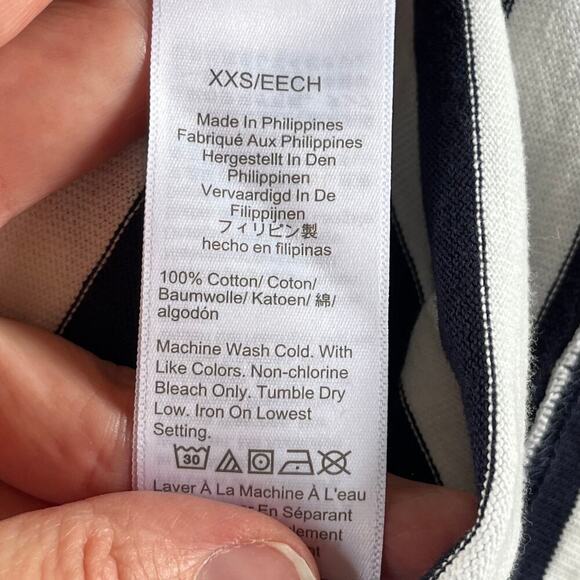 XXS/EECH
Made In Philippines
Fabriqué Aux Philippines
Hergestellt In Den
Philippinen
Vervaardigd In De
Filippijnen
フィリピン製
hecho en filipinas
100% Cotton/ Coton/
Baumwolle/ Katoen/ 綿/
algodón
Machine Wash Cold. With
Like Colors. Non-chlorine
Bleach Only. Tumble Dry
Low. Iron On Lowest
Setting.
30
Laver À La Machine À L'eau
En Séparant